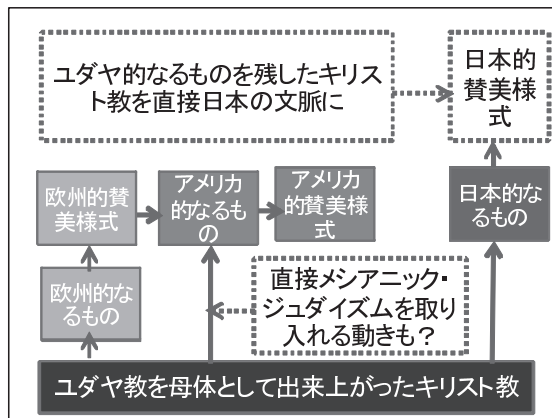 ユダヤ的なるものを残したキリス
ト教を直接日本の文脈に
日本的
賛美様
式
欧州的賛
美様式
アメリカ
的なるも
の
アメリカ
的賛美様
式
日本的な
るもの
欧州的な
るもの
直接メシアニック・
ジュダイズムを取り
入れる動きも？
ユダヤ教を母体として出来上がったキリスト教